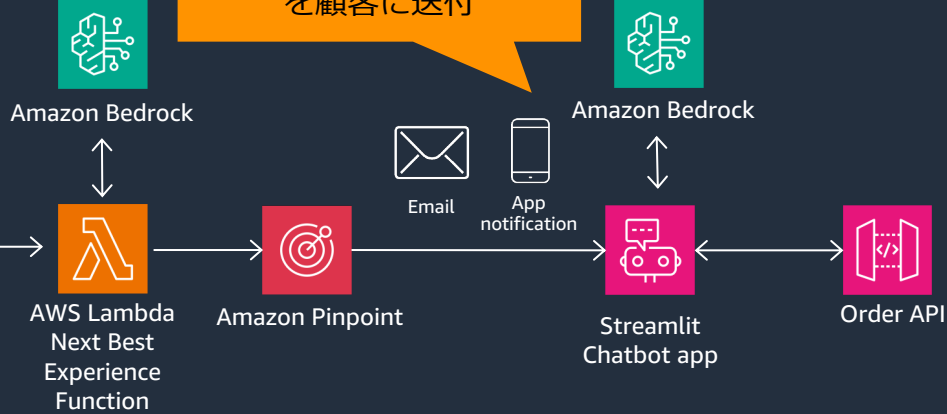 を顧客に送付
Amazon Bedrock
Amazon Bedrock
Email
App
notification
AWS Lambda
Next Best
Experience
Function
Amazon Pinpoint
Streamlit
Chatbot app
Order API